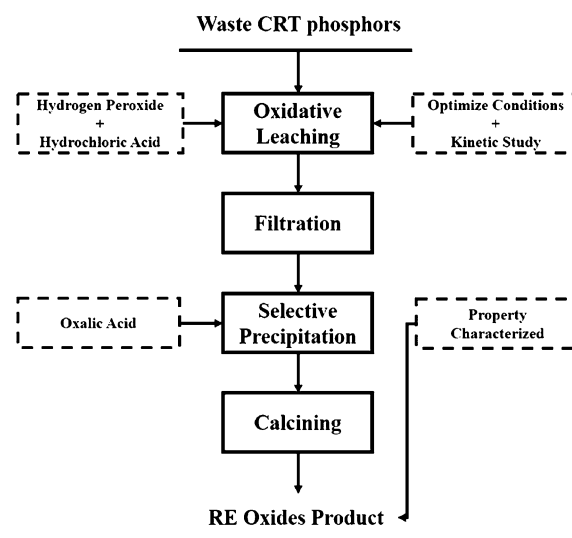 Waste CRT phosphors
Hydrogen Peroxide
+
Hydrochloric Acid
Oxidative
Leaching
Optimize Conditions
+
Kinetic Study
Filtration
Oxalic Acid
Selective
Precipitation
Property
Characterized
Calcining
RE Oxides Product